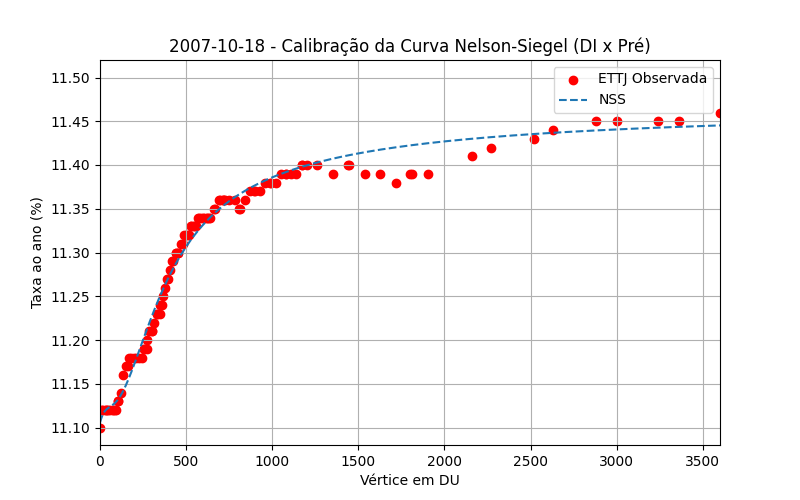 2007-10-18 - Calibração da Curva Nelson-Siegel (DI x Pré)
ETTJ Observada
NSS
Taxa ao ano (%)
11.50
11.45
11.40
11.35
11.30
11.25
11.20
11.15
11.10
0 500 1000 1500 2000 2500 3000 3500
Vértice em DU